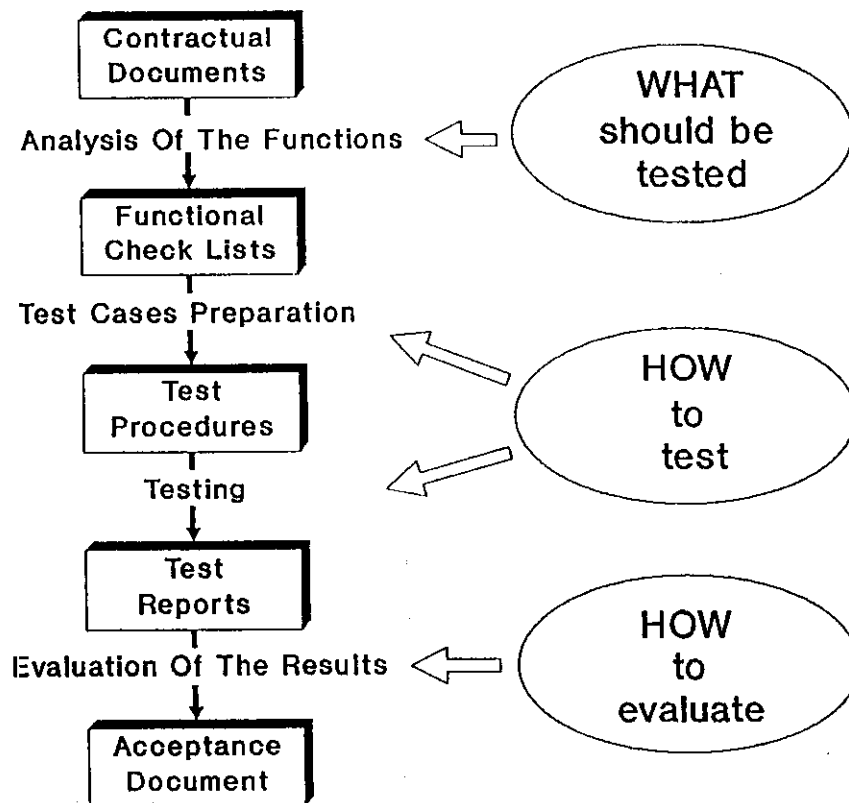 Contractual
Documents
WHAT
should be
tested
Analysis Of The Functions
Functional
Check Lists
Test Cases Preparation
HOW
to
test
Test
Procedures
Testing
Test
Reports
HOW
to
evaluate
Evaluation Of The Results
Acceptance
Document